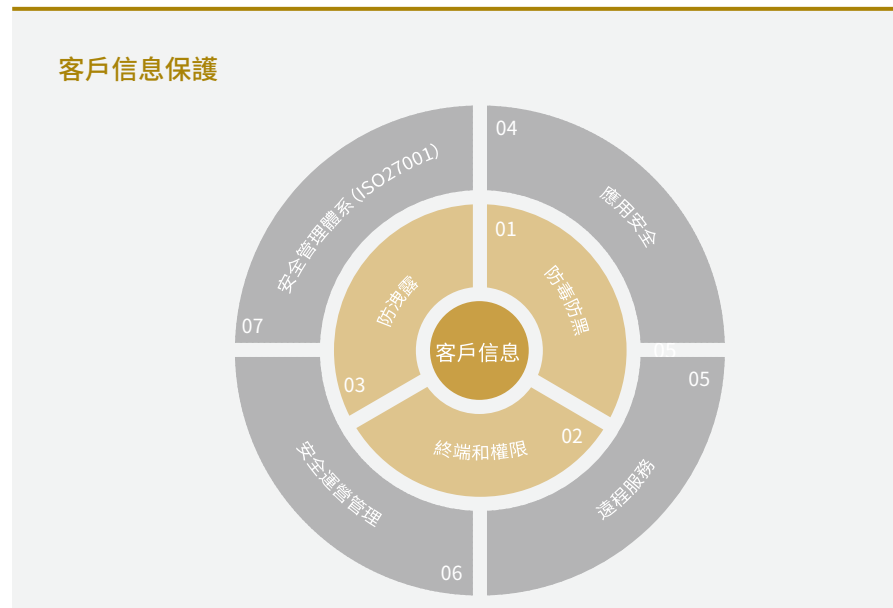 客戶信息保護
04
應用安全
安全管理體系(ISO27001)
07
01
防毒防黑
防洩露
03
客戶信息
02
終端和權限
05
05
遠程服務
安全運營管理
06